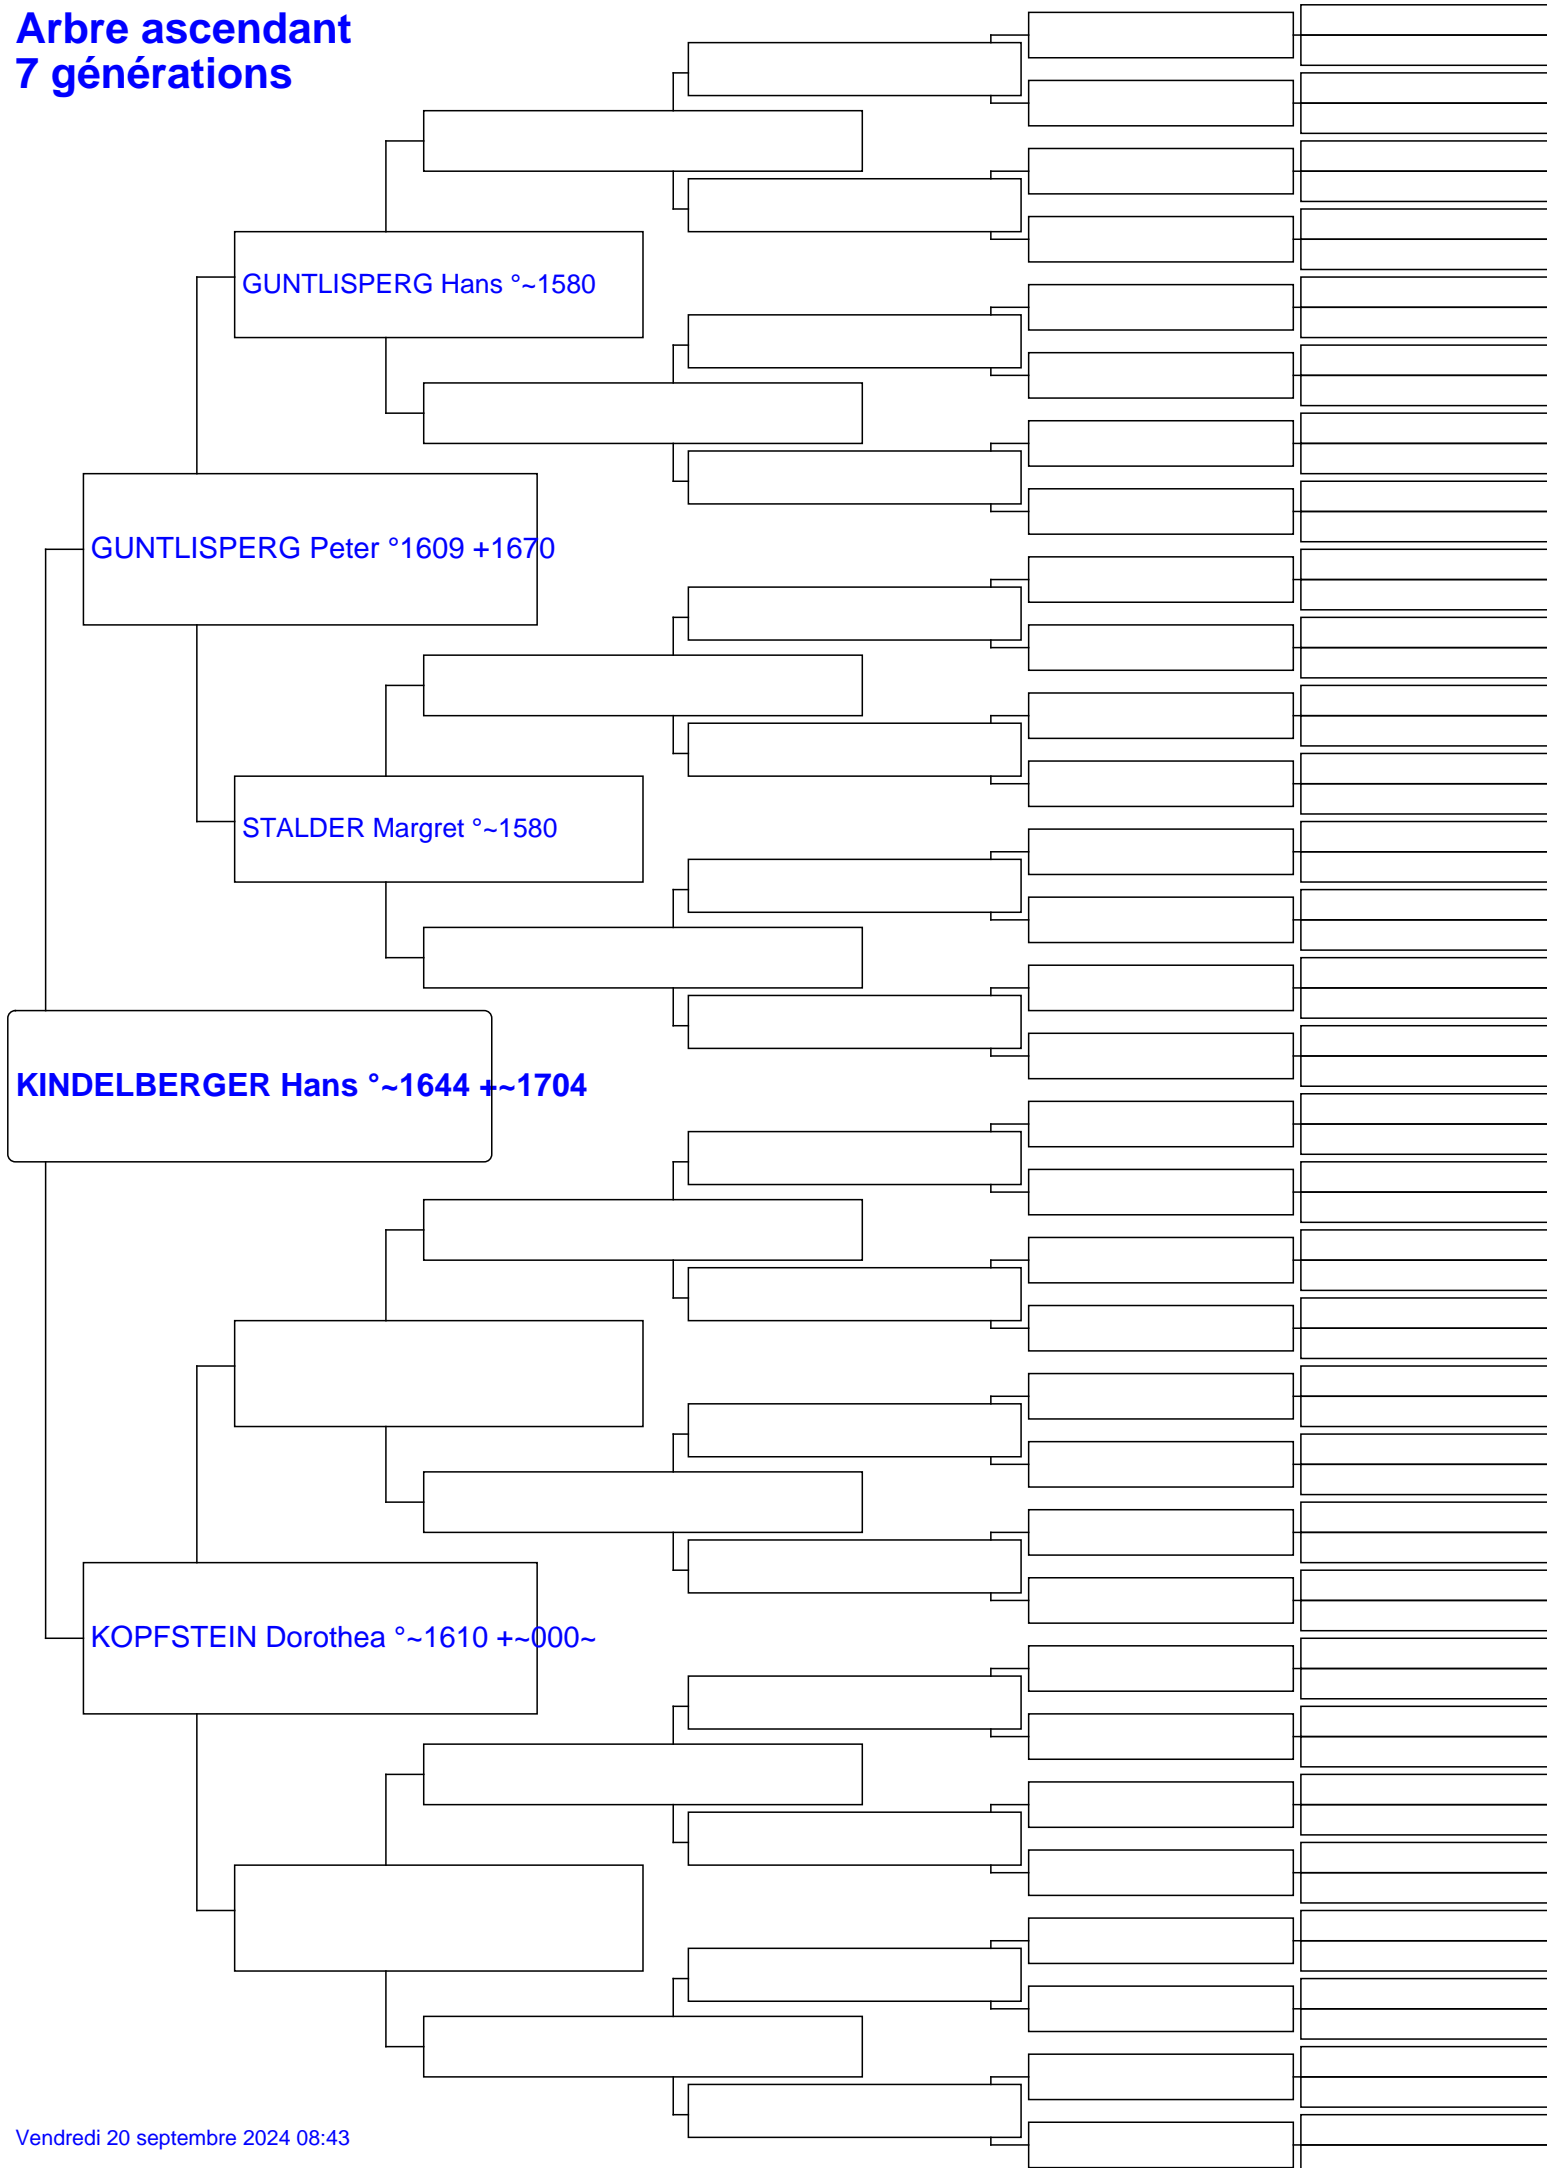 Arbre ascendant
7 générations
GUNTLISPERG Hans °~1580
GUNTLISPERG Peter °1609 +1670
STALDER Margret °~1580
KINDELBERGER Hans °~1644 +~1704
KOPFSTEIN Dorothea °~1610 +~000~
Vendredi 20 septembre 2024 08:43